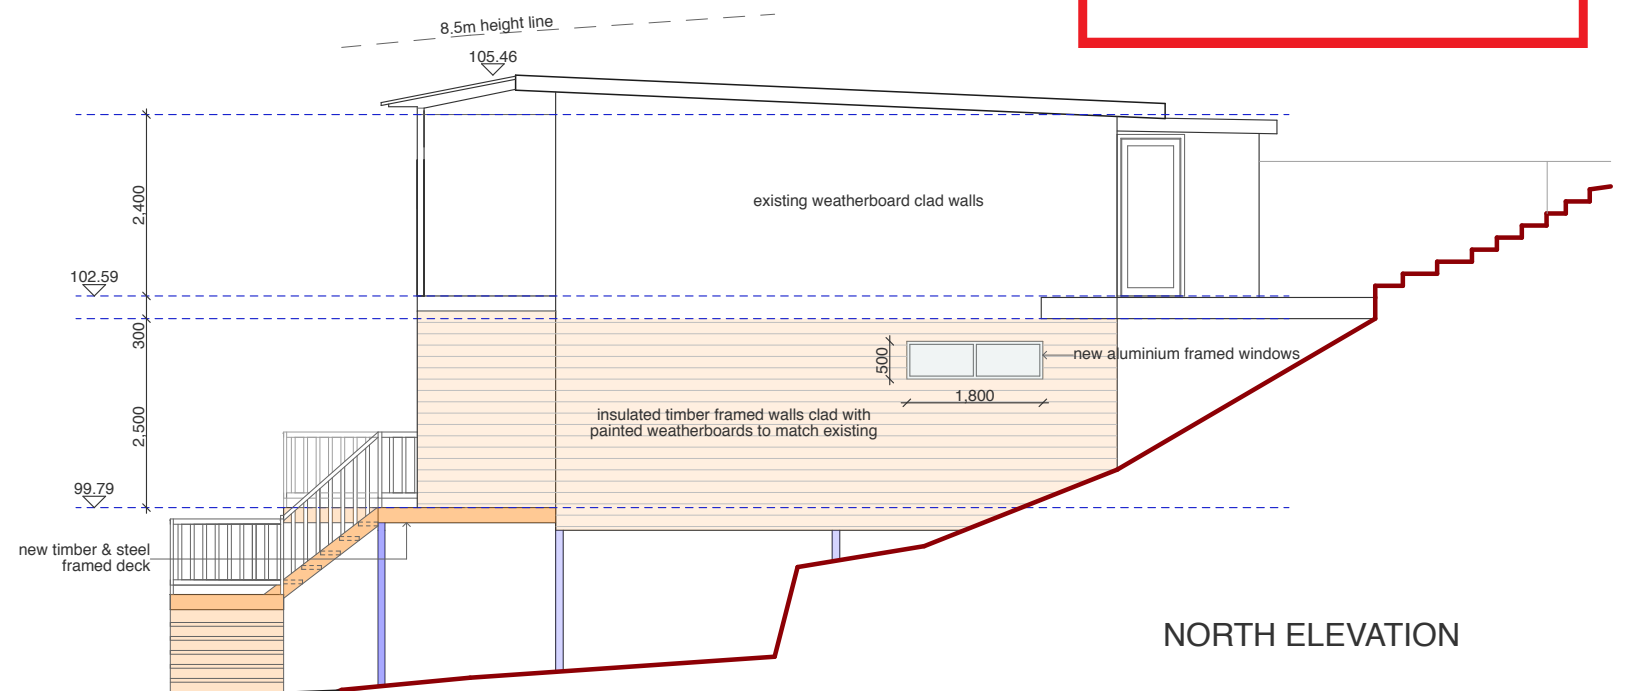 8.5m height line
105.46
2,400
existing weatherboard clad walls
102.59
300
500
new aluminium framed windows
1,800
2,500
insulated timber framed walls clad with
painted weatherboards to match existing
99.79
new timber & steel
framed deck
NORTH ELEVATION